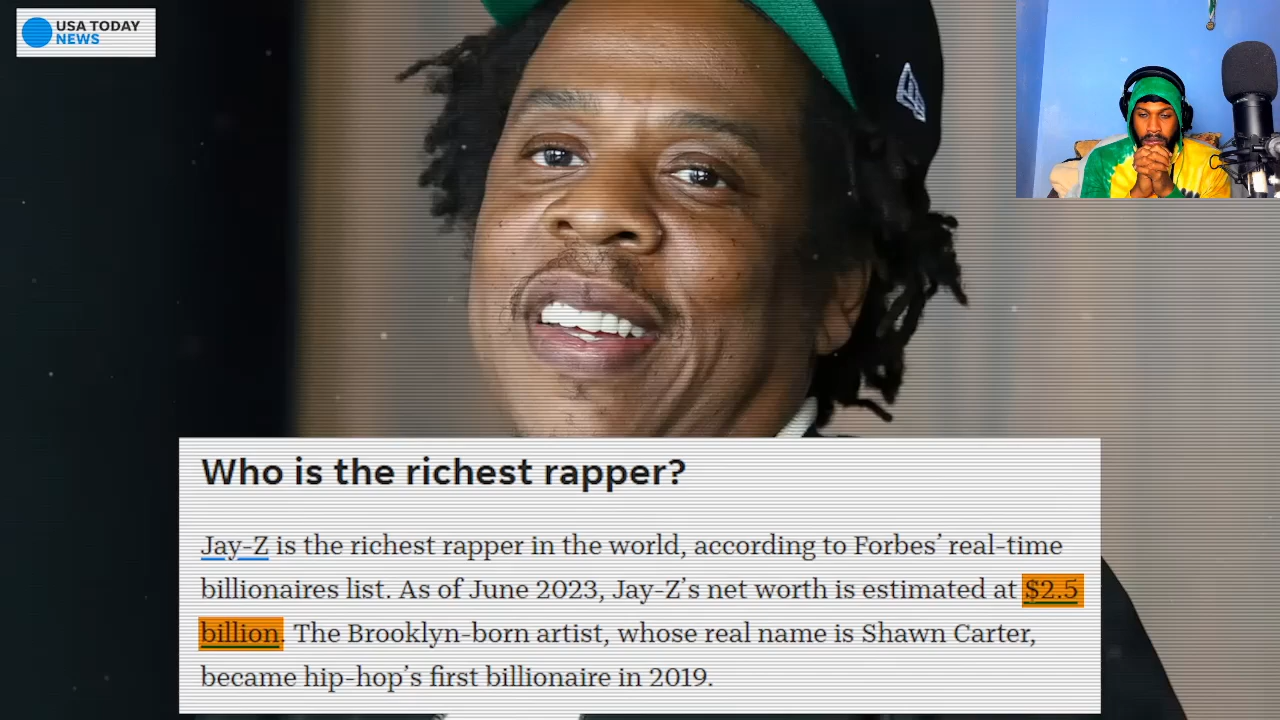 USA TODAY
NEWS
Who is the richest rapper?
Jay-Z is the richest rapper in the world, according to Forbes’ real-time
billionaires list. As of June 2023, Jay-Z’s net worth is estimated at $2.5
billion. The Brooklyn-born artist, whose real name is Shawn Carter,
became hip-hop’s first billionaire in 2019.